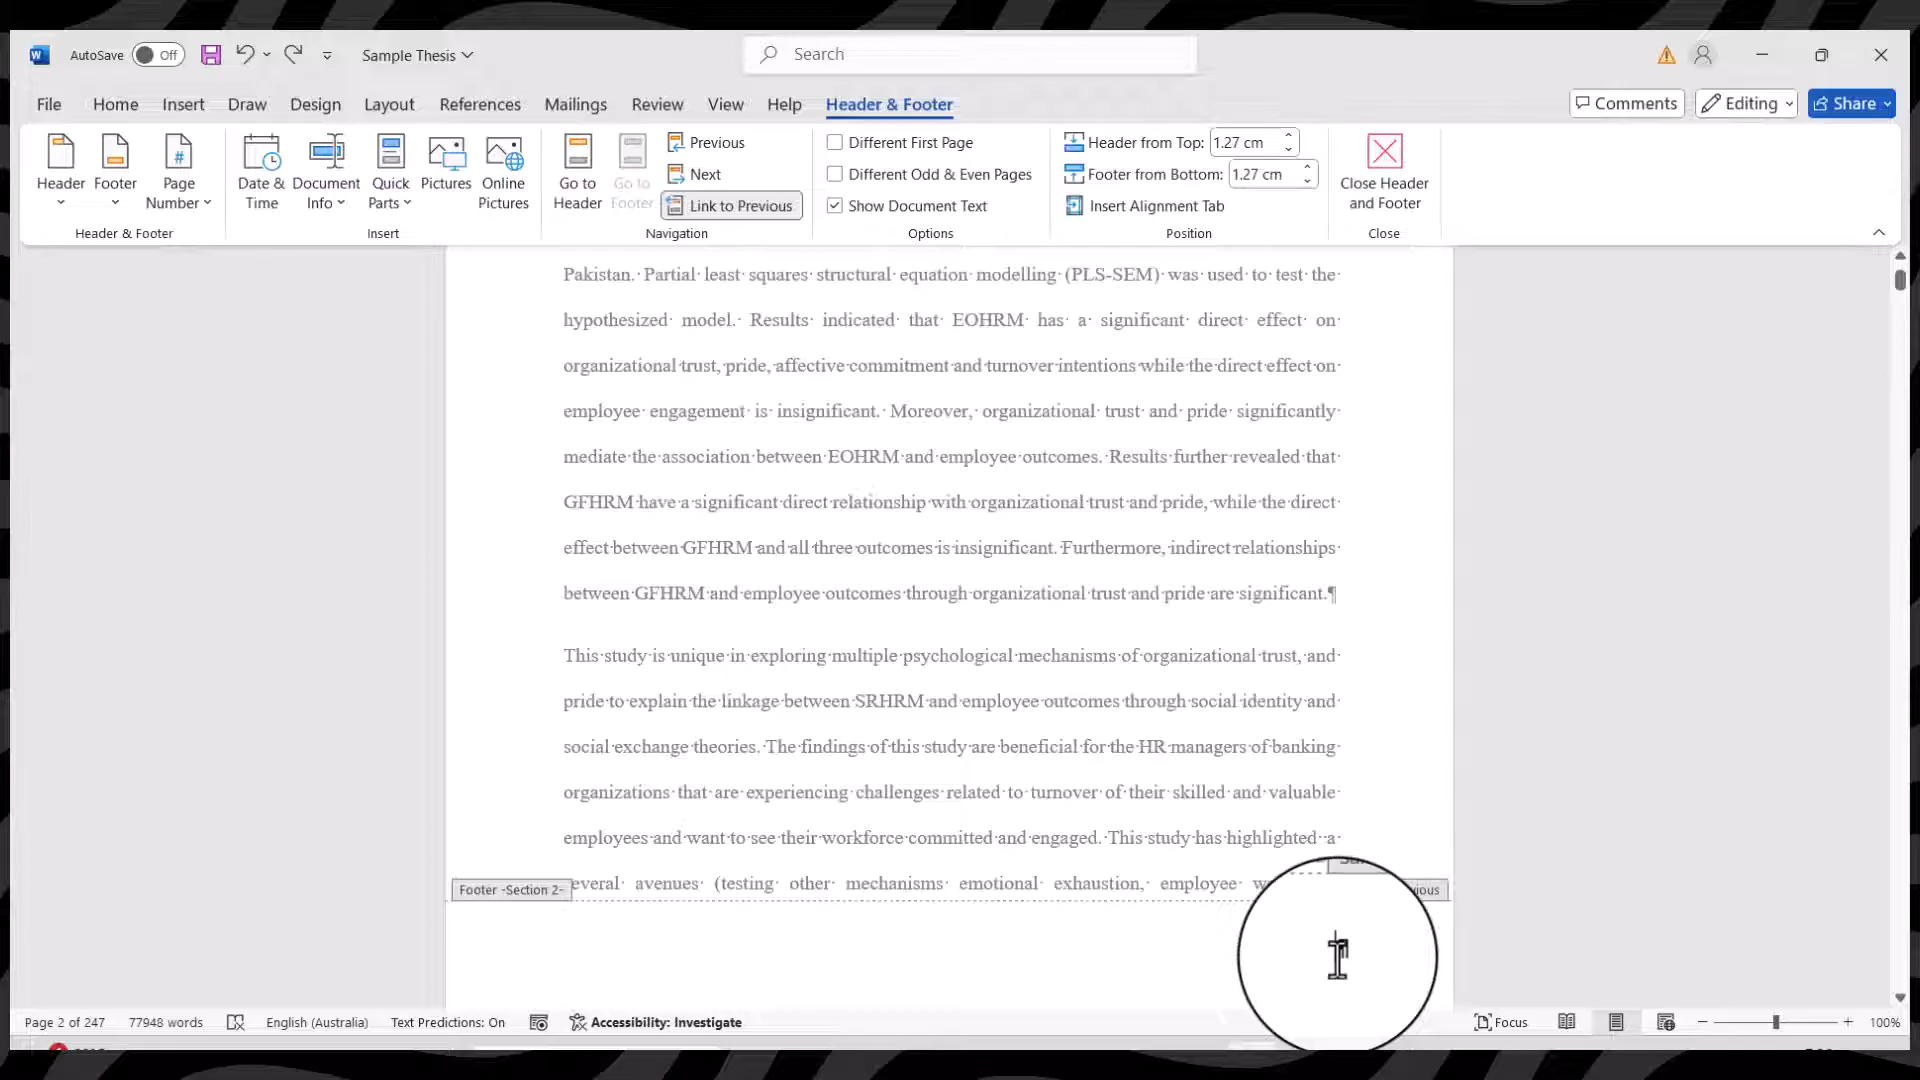 AutoSave Off Sample Thesis Search
File Home Insert Draw Design Layout References Mailings Review View Help Header & Footer Comments Editing Share
Header Footer Page Number Date & Time Document Info Quick Parts Pictures Online Pictures Go to Header Go to Footer
Previous
Next
Link to Previous
Different First Page
Different Odd & Even Pages
Show Document Text
Header from Top: 1.27 cm
Footer from Bottom: 1.27 cm
Insert Alignment Tab
Close Header and Footer
Header & Footer Insert Navigation Options Position Close
Pakistan. Partial least squares structural equation modelling (PLS-SEM) was used to test the
hypothesized model. Results indicated that EOHRM has a significant direct effect on
organizational trust, pride, affective commitment and turnover intentions while the direct effect on
employee engagement is insignificant. Moreover, organizational trust and pride significantly
mediate the association between EOHRM and employee outcomes. Results further revealed that
GFHRM have a significant direct relationship with organizational trust and pride, while the direct
effect between GFHRM and all three outcomes is insignificant. Furthermore, indirect relationships
between GFHRM and employee outcomes through organizational trust and pride are significant.¶
This study is unique in exploring multiple psychological mechanisms of organizational trust, and
pride to explain the linkage between SRHRM and employee outcomes through social identity and
social exchange theories. The findings of this study are beneficial for the HR managers of banking
organizations that are experiencing challenges related to turnover of their skilled and valuable
employees and want to see their workforce committed and engaged. This study has highlighted a
everal avenues (testing other mechanisms emotional exhaustion, employee
Footer -Section 2-
Page 2 of 247 77948 words English (Australia) Text Predictions: On Accessibility: Investigate Focus 100%